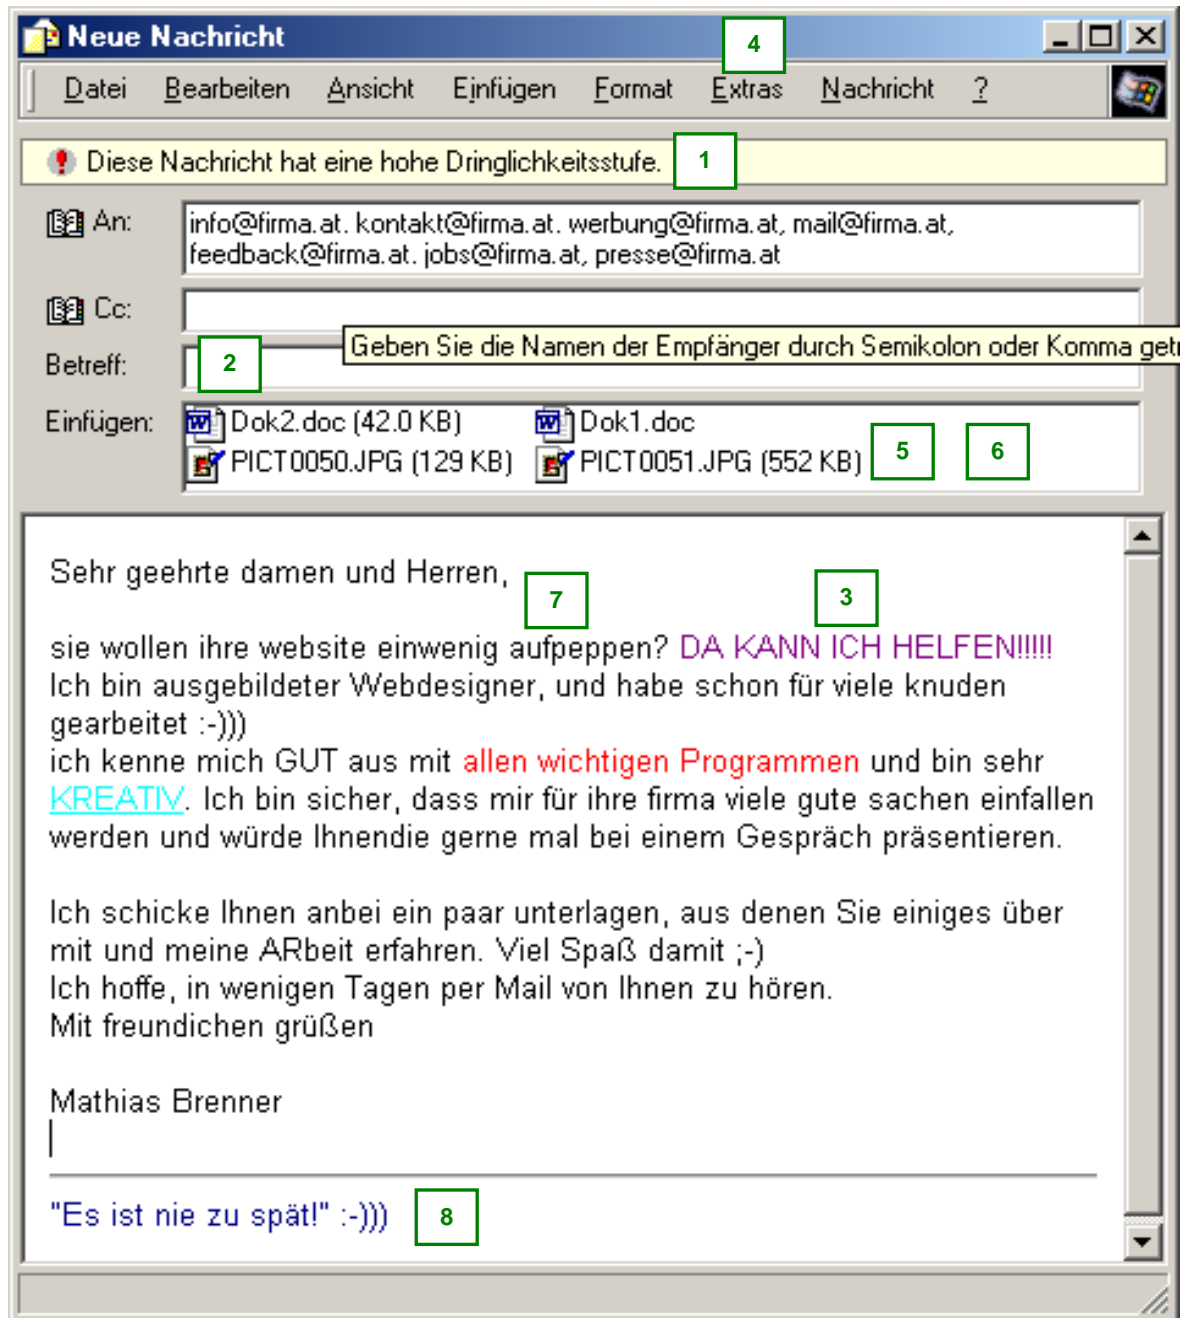 Neue Nachricht
4
Datei Bearbeiten Ansicht Einfügen Format Extras Nachricht ?
Diese Nachricht hat eine hohe Dringlichkeitsstufe.
1
An:
info@firma.at. kontakt@firma.at. werbung@firma.at, mail@firma.at,
feedback@firma.at. jobs@firma.at, presse@firma.at
Cc:
Geben Sie die Namen der Empfänger durch Semikolon oder Komma
Betreff:
2
Einfügen:
Dok2.doc (42.0 KB) Dok1.doc
PICT0050.JPG (129 KB) PICT0051.JPG (552 KB)
5 6
Sehr geehrte damen und Herren,
7 3
sie wollen ihre website einwenig aufpeppen? DA KANN ICH HELFEN!!!!!
Ich bin ausgebildeter Webdesigner, und habe schon für viele knuden
gearbeitet :-)))
ich kenne mich GUT aus mit allen wichtigen Programmen und bin sehr
KREATIV. Ich bin sicher, dass mir für ihre firma viele gute sachen einfallen
werden und würde Ihnendie gerne mal bei einem Gespräch präsentieren.
Ich schicke Ihnen anbei ein paar unterlagen, aus denen Sie einiges über
mit und meine ARbeit erfahren. Viel Spaß damit ;-)
Ich hoffe, in wenigen Tagen per Mail von Ihnen zu hören.
Mit freundichen grüßen
Mathias Brenner
"Es ist nie zu spät!" :-)))
8